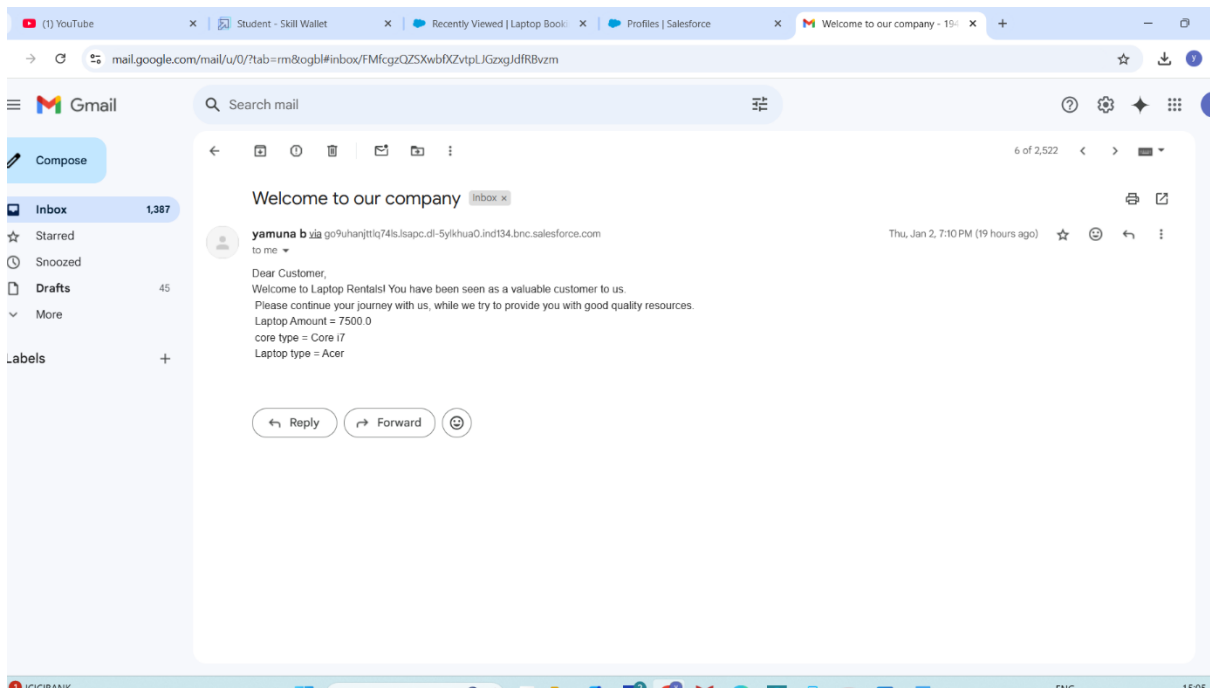 (1) YouTube
Student - Skill Wallet
Recently Viewed | Laptop Booki
Profiles | Salesforce
Welcome to our company - 194
mail.google.com/mail/u/0/?tab=rm&ogbl#inbox/FMfcgzQZSXwbfXZvtpLJGzxgJdfRBvzm
Gmail
Search mail
Compose
6 of 2,522
Welcome to our company Inbox ×
Inbox 1,387
Starred
Snoozed
Drafts 45
More
Labels
yamuna b via go9uhanjttlq74ls.lsapc.dl-5ylkhua0.ind134.bnc.salesforce.com
Thu, Jan 2, 7:10 PM (19 hours ago)
to me
Dear Customer,
Welcome to Laptop Rentals! You have been seen as a valuable customer to us.
Please continue your journey with us, while we try to provide you with good quality resources.
Laptop Amount = 7500.0
core type = Core i7
Laptop type = Acer
Reply
Forward